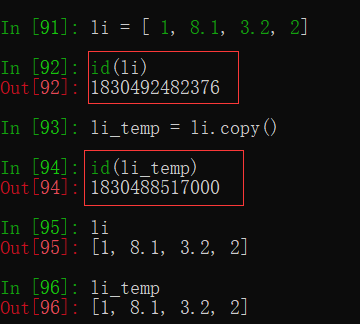 In [91]: li = [ 1, 8.1, 3.2, 2]
In [92]: id(li)
Out[92]: 1830492482376
In [93]: li_temp = li.copy()
In [94]: id(li_temp)
Out[94]: 1830488517000
In [95]: li
Out[95]: [1, 8.1, 3.2, 2]
In [96]: li_temp
Out[96]: [1, 8.1, 3.2, 2]